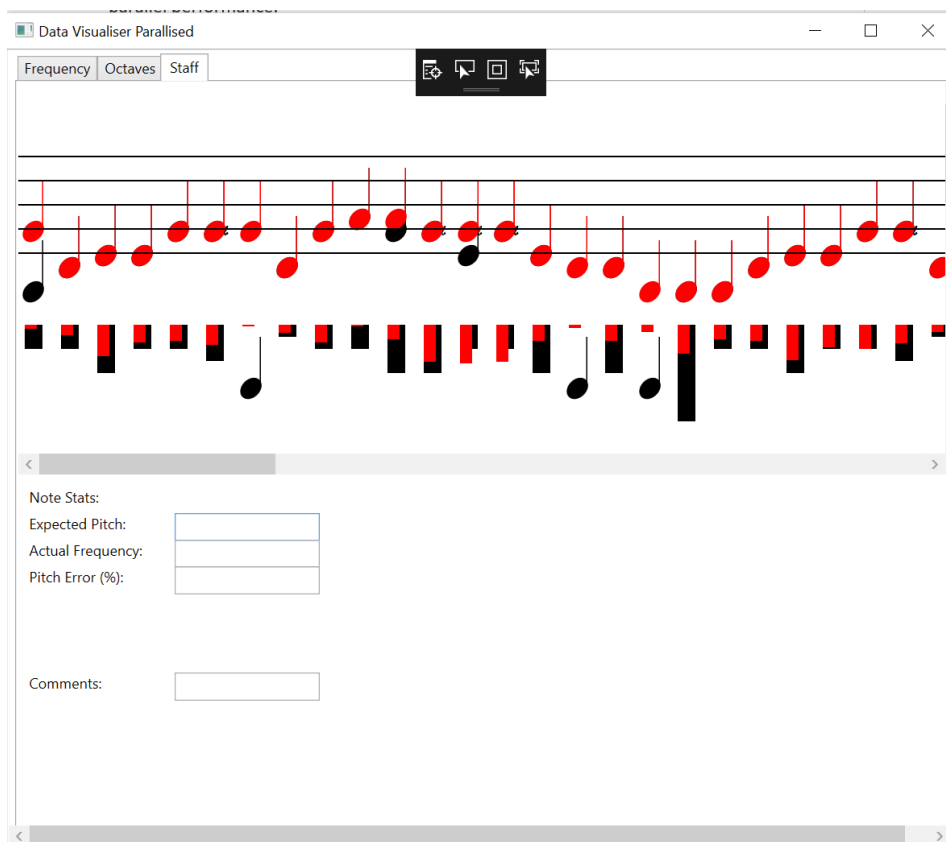 Data Visualiser Parallised
Frequency
Octaves
Staff
Note Stats:
Expected Pitch:
Actual Frequency:
Pitch Error (%):
Comments: